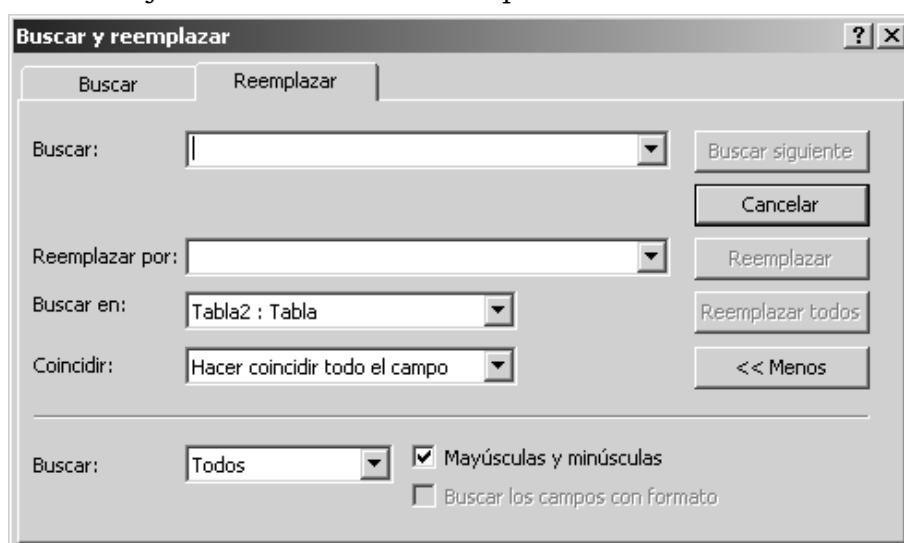 Buscar y reemplazar
Buscar Reemplazar
Buscar: Buscar siguiente
Cancelar
Reemplazar por: Reemplazar
Buscar en: Tabla2 : Tabla Reemplazar todos
Coincidir: Hacer coincidir todo el campo << Menos
Buscar: Todos Mayúsculas y minúsculas
Buscar los campos con formato